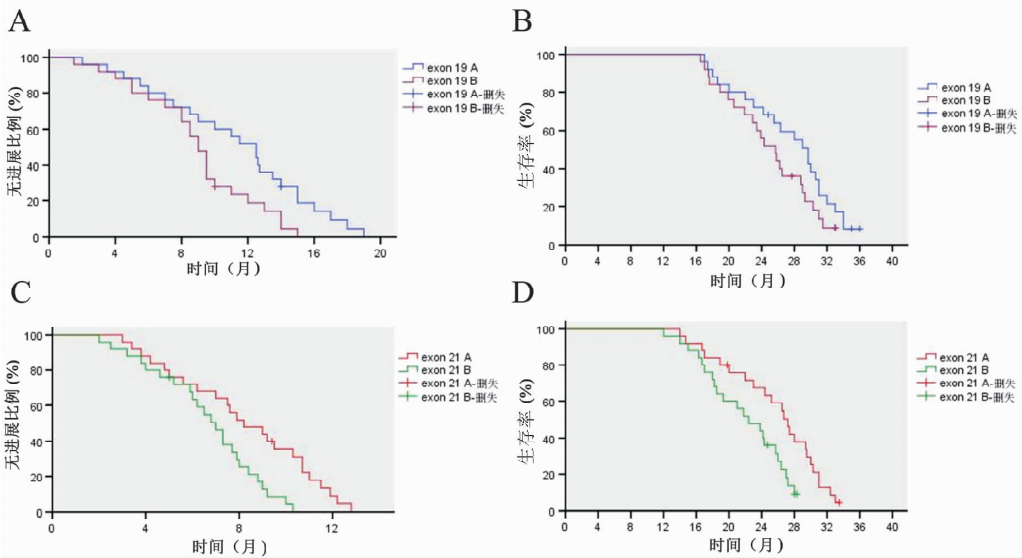 A
无进展比例 (%)
100
80
60
40
20
0
0 4 8 12 16 20
时间（月）
exon 19 A
exon 19 B
exon 19 A-删失
exon 19 B-删失
B
生存率 (%)
100
80
60
40
20
0
0 4 8 12 16 20 24 28 32 36 40
时间（月）
exon 19 A
exon 19 B
exon 19 A-删失
exon 19 B-删失
C
无进展比例 (%)
100
80
60
40
20
0
0 4 8 12
时间（月）
exon 21 A
exon 21 B
exon 21 A-删失
exon 21 B-删失
D
生存率 (%)
100
80
60
40
20
0
0 4 8 12 16 20 24 28 32 36 40
时间（月）
exon 21 A
exon 21 B
exon 21 A-删失
exon 21 B-删失